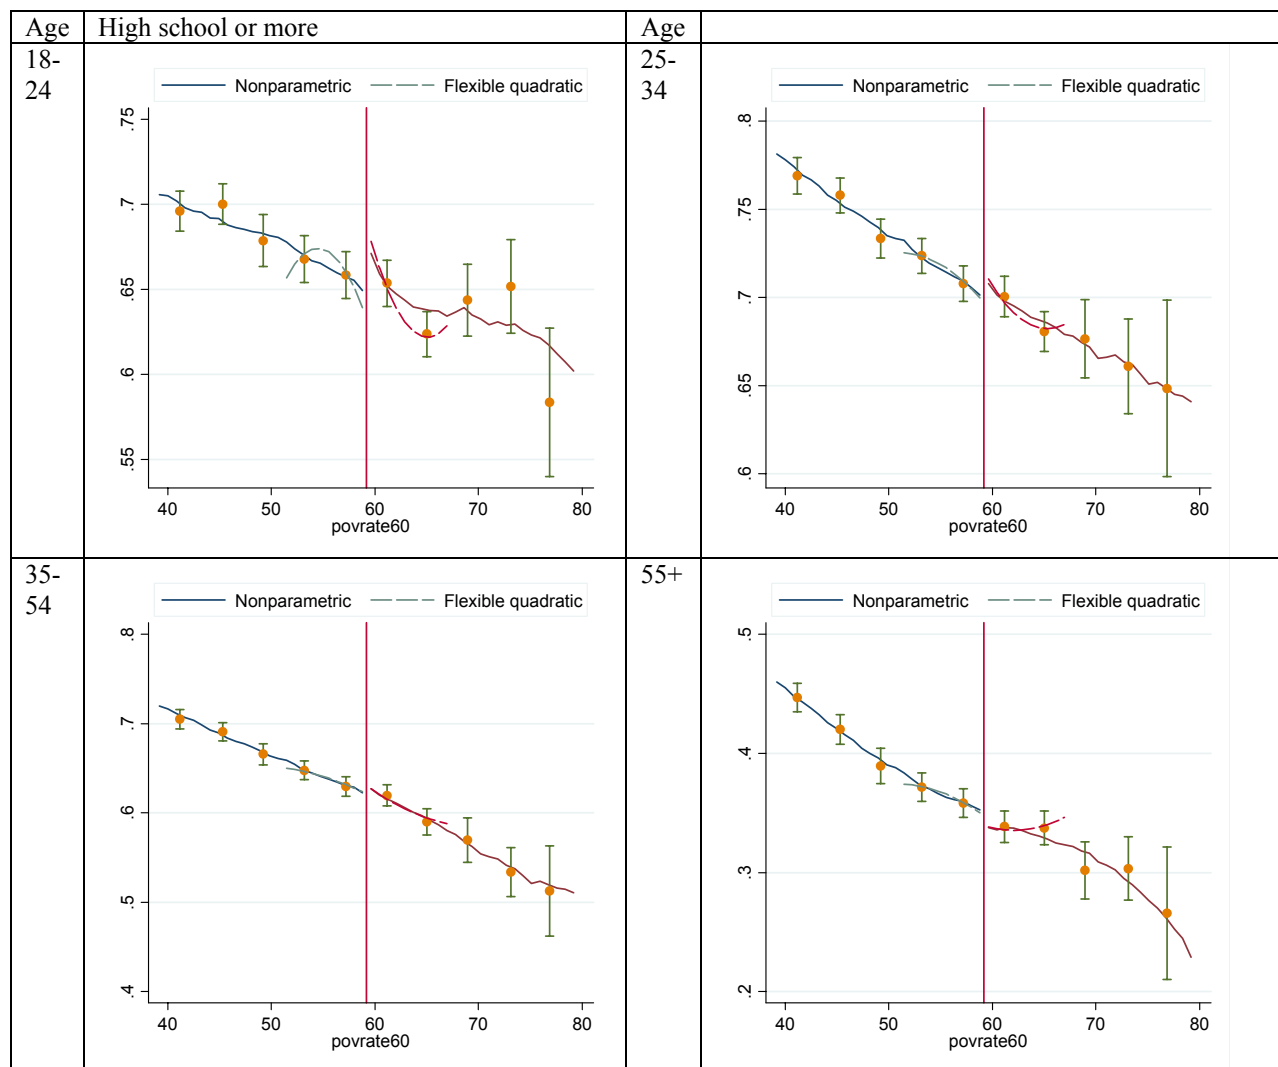 Age High school or more Age
18-
24
Nonparametric Flexible quadratic
.75
.7
.65
.6
.55
40 50 60 70 80
povrate60
25-
34
Nonparametric Flexible quadratic
.8
.75
.7
.65
.6
40 50 60 70 80
povrate60
35-
54
Nonparametric Flexible quadratic
.8
.7
.6
.5
.4
40 50 60 70 80
povrate60
55+
Nonparametric Flexible quadratic
.5
.4
.3
.2
40 50 60 70 80
povrate60